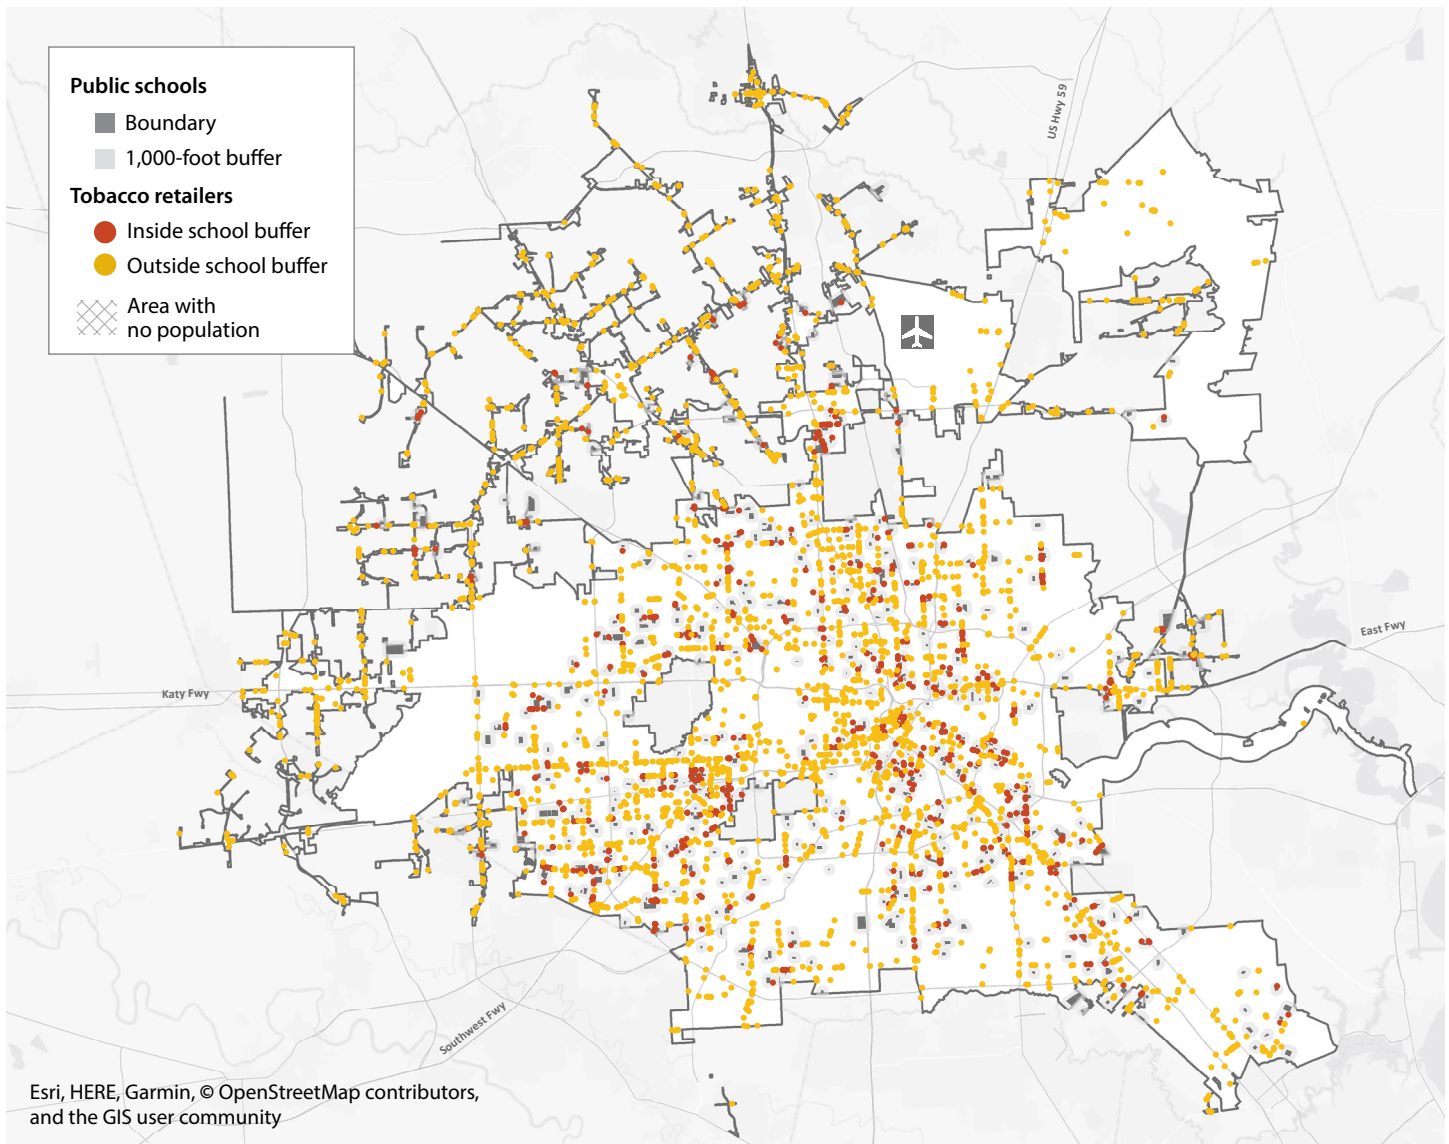 Public schools
Boundary
1,000-foot buffer
Tobacco retailers
Inside school buffer
Outside school buffer
Area with
no population
US Hwy 59
East Fwy
Katy Fwy
Southwest Fwy
Esri, HERE, Garmin, © OpenStreetMap contributors,
and the GIS user community